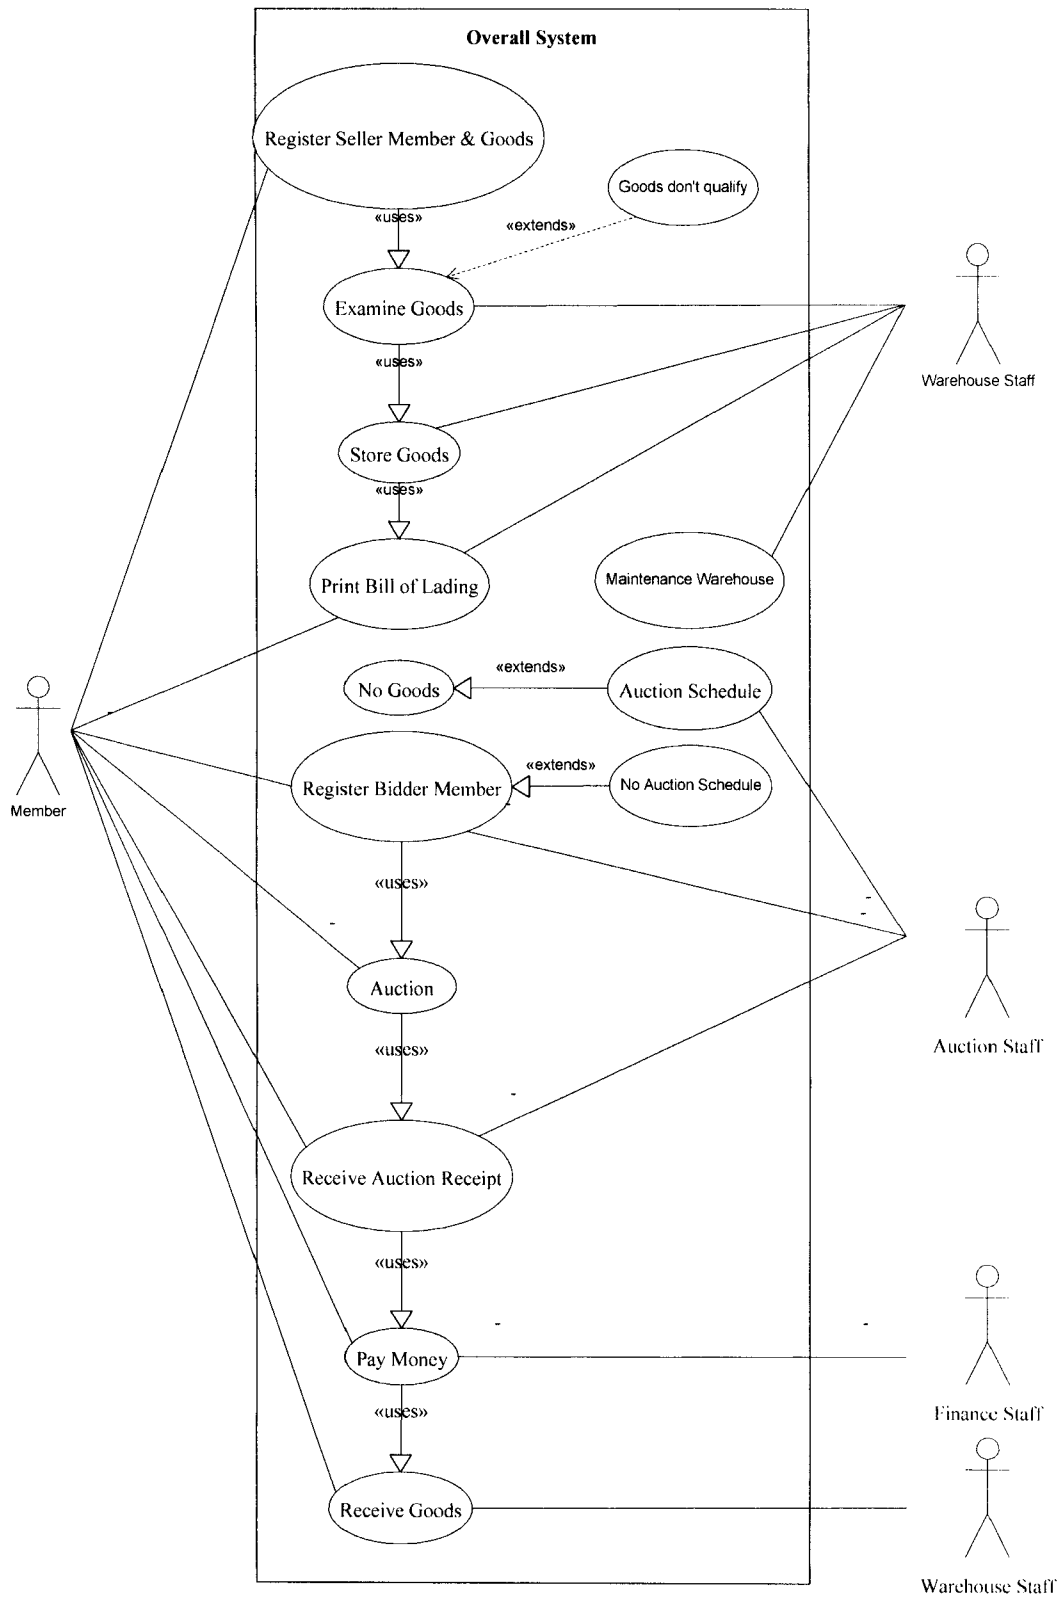 Overall System
Register Seller Member & Goods
«uses»
Goods don't qualify
«extends»
Examine Goods
«uses»
Warehouse Staff
Store Goods
«uses»
Print Bill of Lading
Maintenance Warehouse
No Goods
«extends»
Auction Schedule
Register Bidder Member
«extends»
No Auction Schedule
Member
«uses»
Auction
Auction Staff
«uses»
Receive Auction Receipt
«uses»
Pay Money
Finance Staff
«uses»
Receive Goods
Warehouse Staff